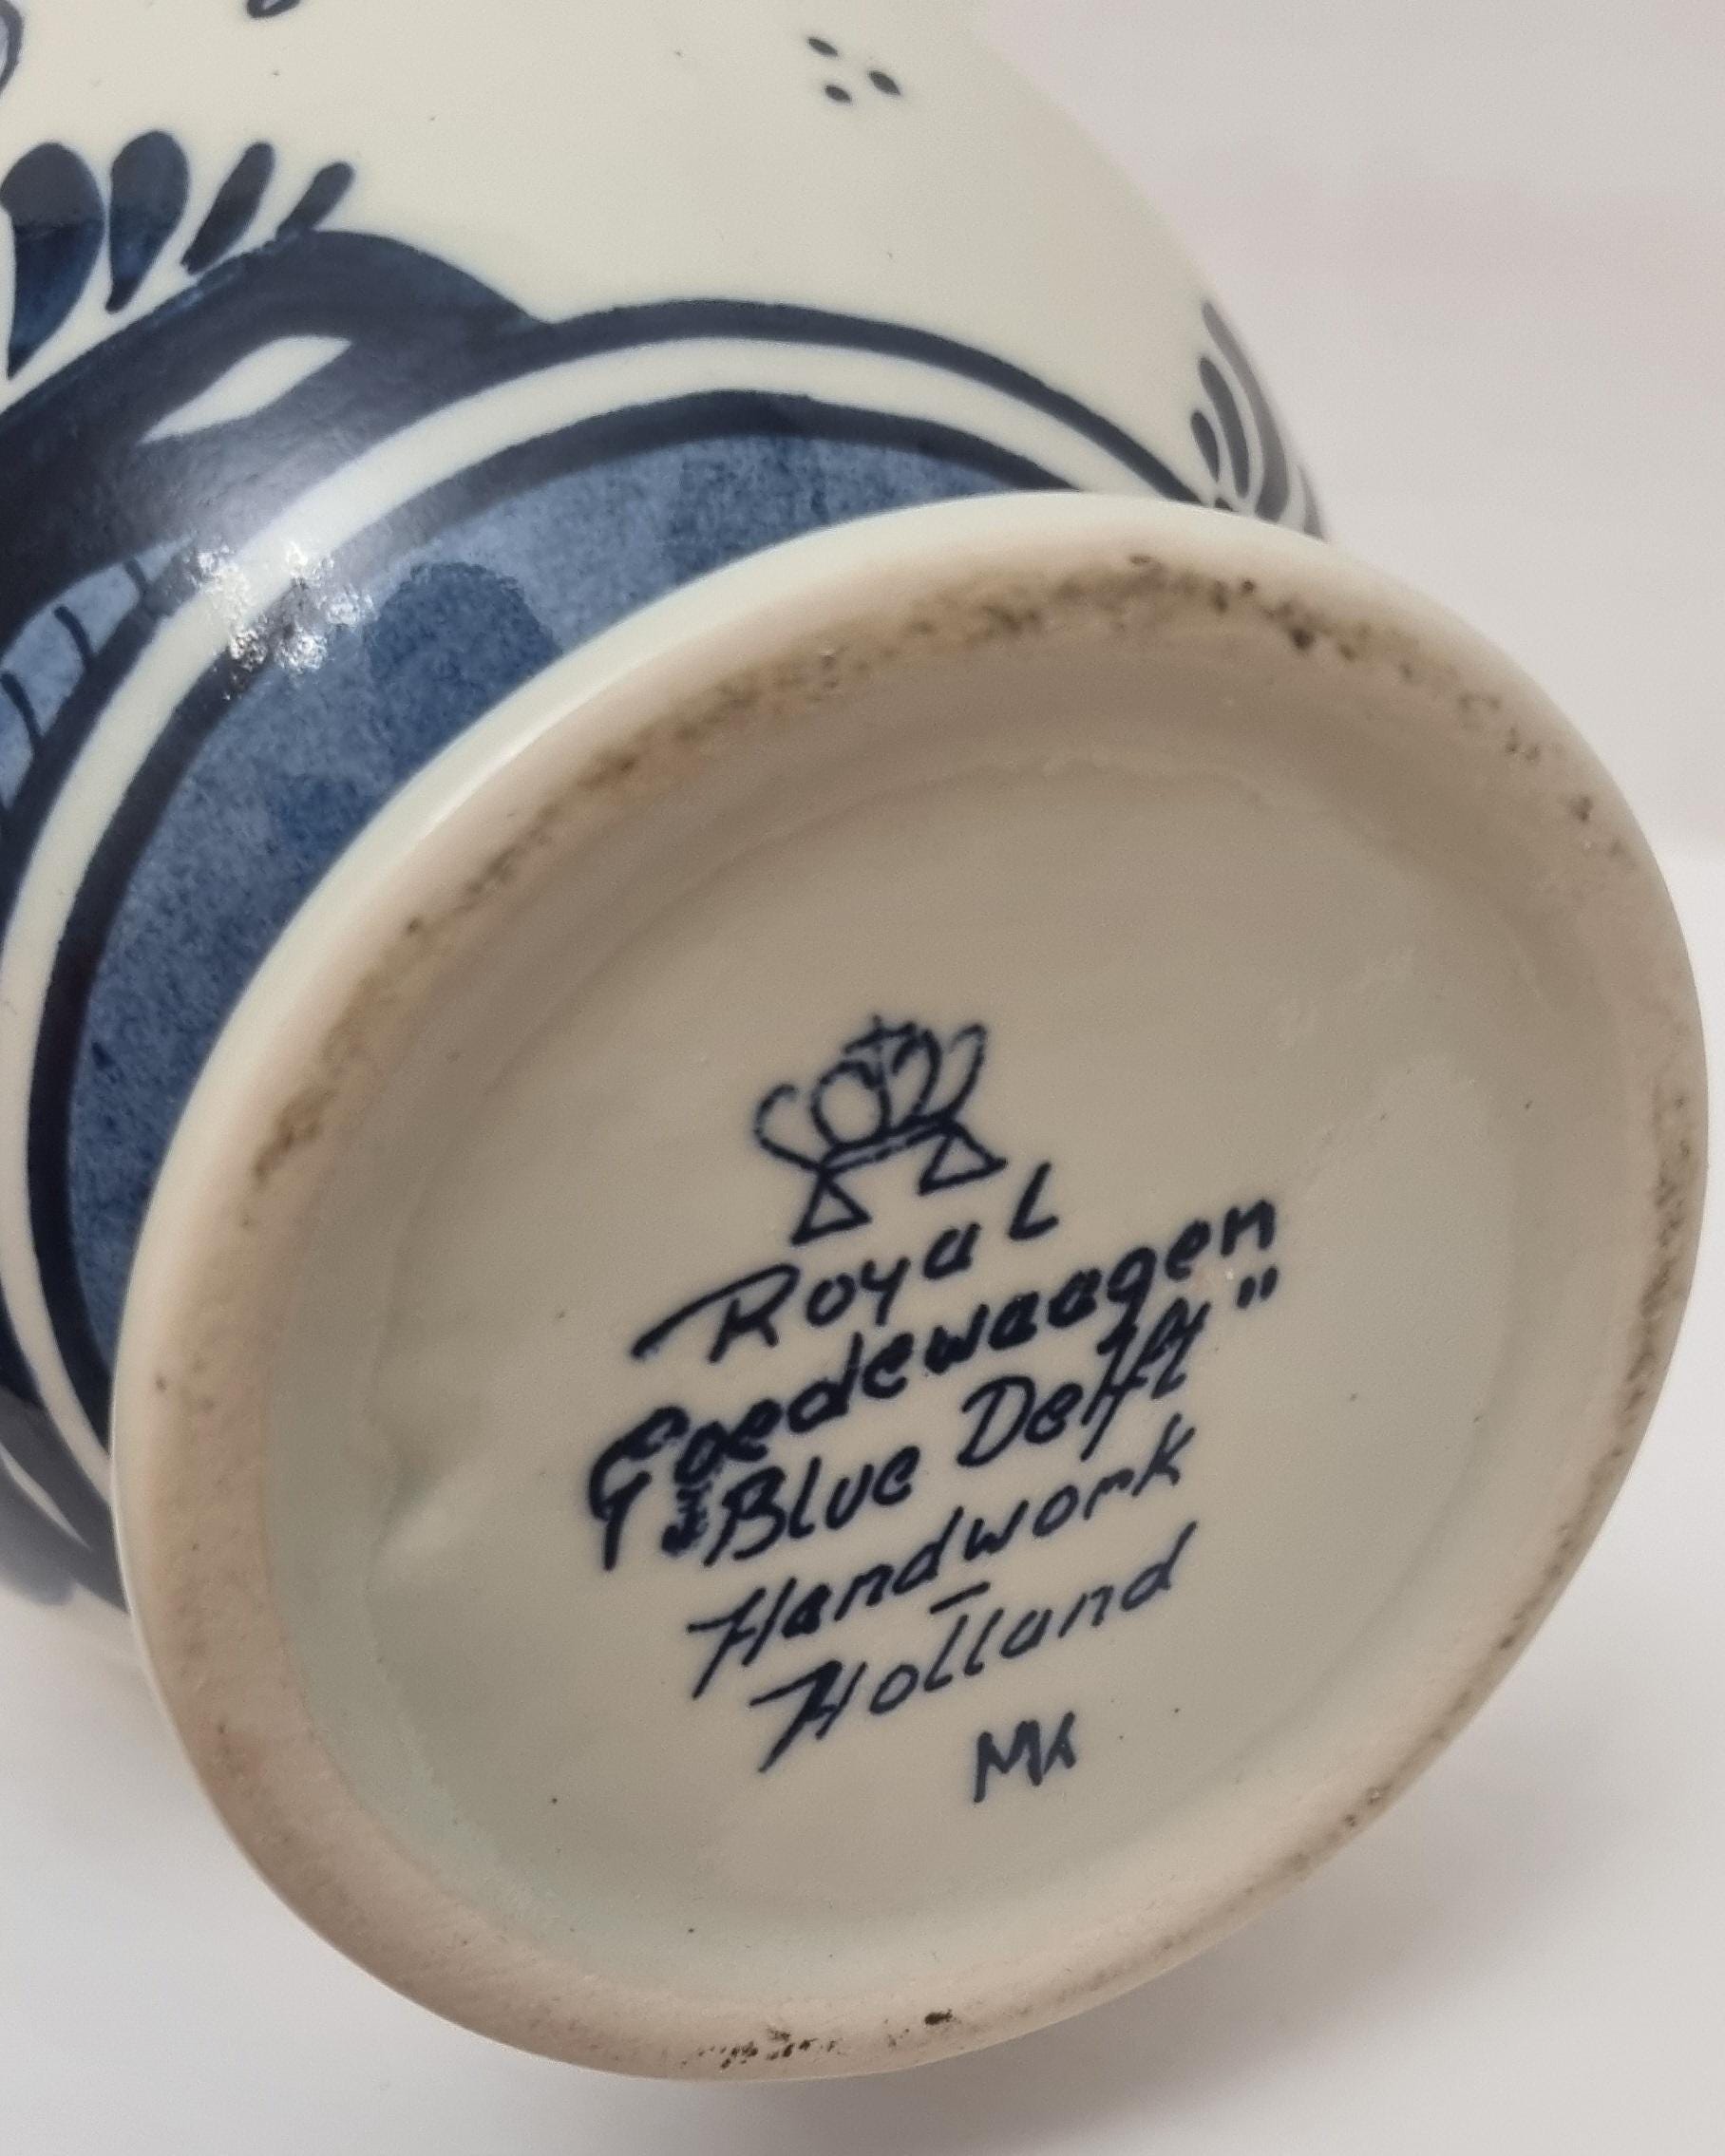 Royal
Goedewaagen
"Blue Delft"
Handwork
Holland
MK